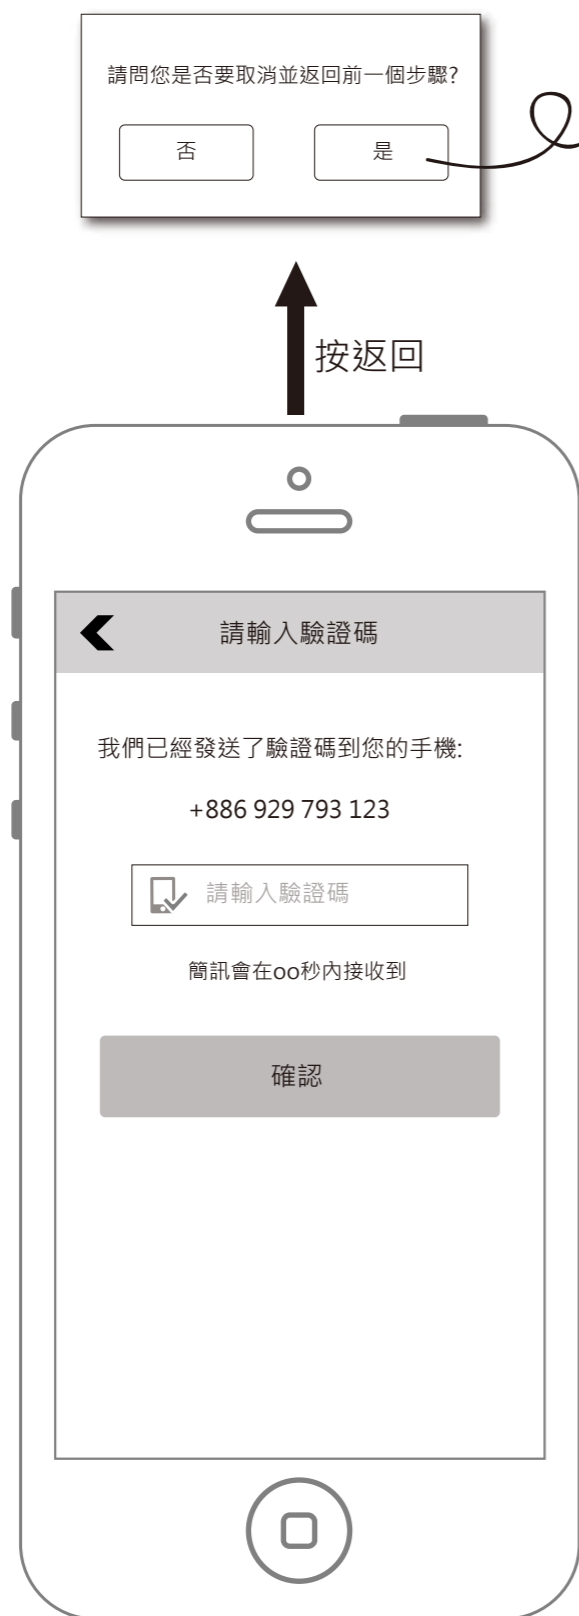 請問您是否要取消並返回前一個步驟?
否 是
按返回
請輸入驗證碼
我們已經發送了驗證碼到您的手機:
+886 929 793 123
請輸入驗證碼
簡訊會在oo秒內接收到
確認